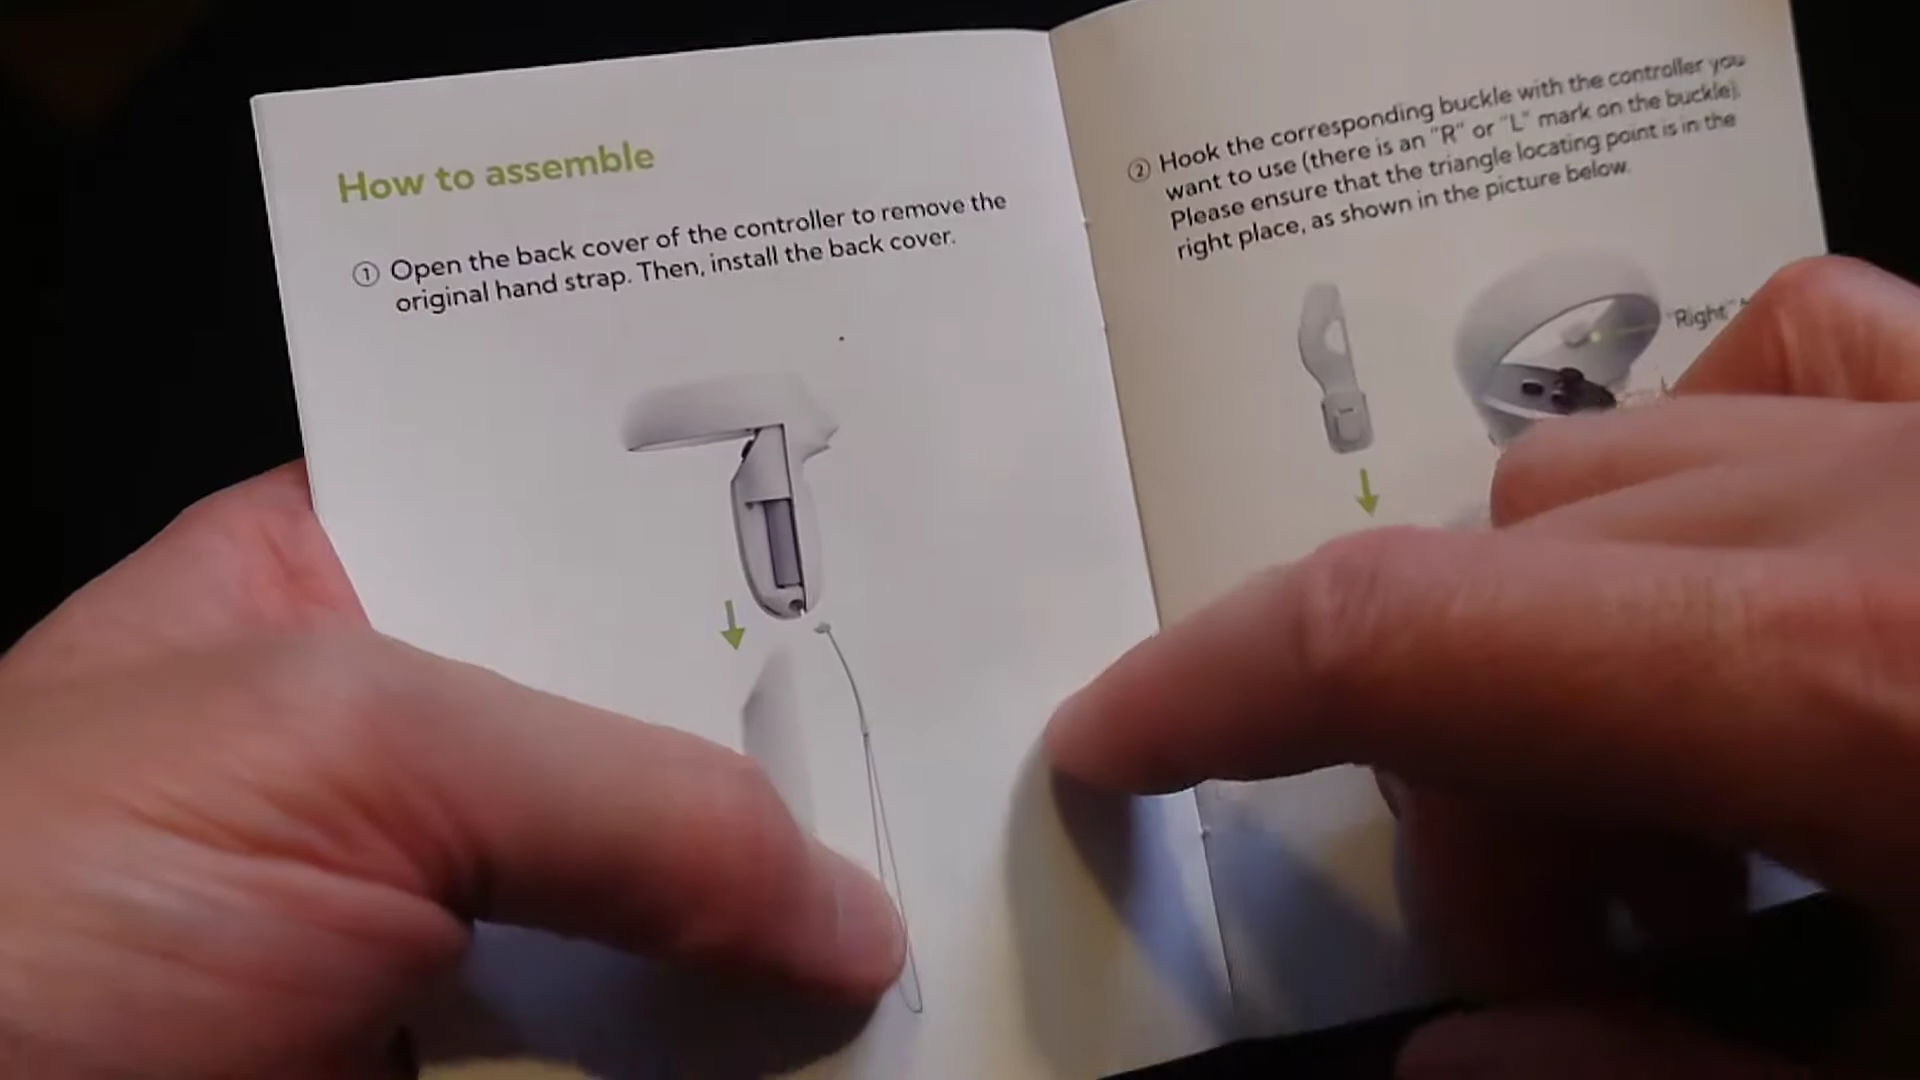 How to assemble
① Open the back cover of the controller to remove the
original hand strap. Then, install the back cover.
② Hook the corresponding buckle with the controller you
want to use (there is an "R" or "L" mark on the buckle).
Please ensure that the triangle locating point is in the
right place, as shown in the picture below.
"Right"